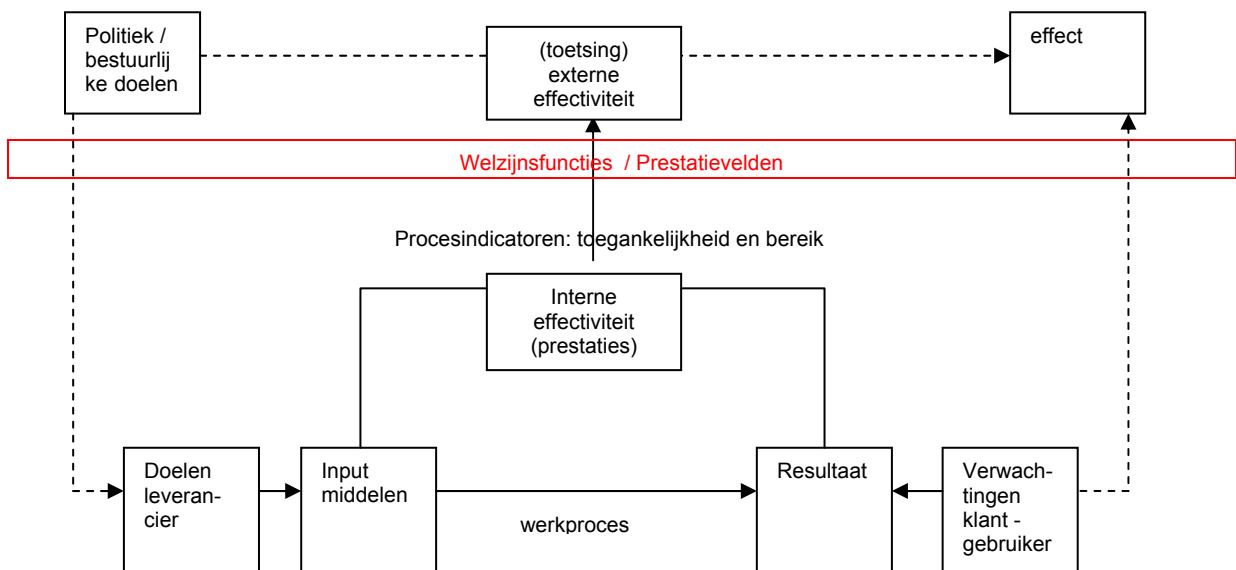 Politiek /
bestuurlij
ke doelen
(toetsing)
externe
effectiviteit
effect
Welzijnsfuncties / Prestatievelden
Procesindicatoren: toegankelijkheid en bereik
Interne
effectiviteit
(prestaties)
Doelen
leveran-
cier
Input
middelen
werkproces
Resultaat
Verwach-
tingen
klant -
gebruiker